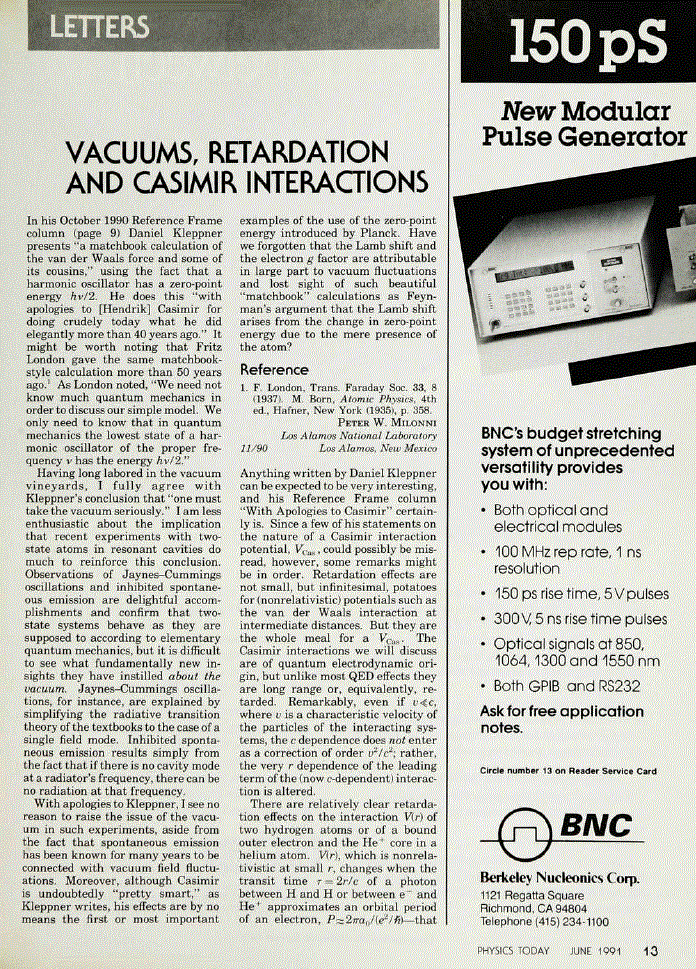 LETTERS
VACUUMS, RETARDATION
AND CASIMIR INTERACTIONS
In his October 1990 Reference Frame
column (page 9) Daniel Kleppner
presents "a matchbook calculation of
the van der Waals force and some of
its cousins," using the fact that a
harmonic oscillator has a zero-point
energy hν/2. He does this "with
apologies to [Hendrik] Casimir for
doing crudely today what he did
elegantly more than 40 years ago." It
might be worth noting that Fritz
London gave the same matchbook-
style calculation more than 50 years
ago.¹ As London noted, "We need not
know much quantum mechanics in
order to discuss our simple model. We
only need to know that in quantum
mechanics the lowest state of a har-
monic oscillator of the proper fre-
quency ν has the energy hν/2."
Having long labored in the vacuum
vineyards, I fully agree with
Kleppner's conclusion that "one must
take the vacuum seriously." I am less
enthusiastic about the implication
that recent experiments with two-
state atoms in resonant cavities do
much to reinforce this conclusion.
Observations of Jaynes–Cummings
oscillations and inhibited spontane-
ous emission are delightful accom-
plishments and confirm that two-
state systems behave as they are
supposed to according to elementary
quantum mechanics, but it is difficult
to see what fundamentally new in-
sights they have instilled about the
vacuum. Jaynes–Cummings oscilla-
tions, for instance, are explained by
simplifying the radiative transition
theory of the textbooks to the case of a
single field mode. Inhibited sponta-
neous emission results simply from
the fact that if there is no cavity mode
at a radiator's frequency, there can be
no radiation at that frequency.
With apologies to Kleppner, I see no
reason to raise the issue of the vacu-
um in such experiments, aside from
the fact that spontaneous emission
has been known for many years to be
connected with vacuum field fluctu-
ations. Moreover, although Casimir
is undoubtedly "pretty smart," as
Kleppner writes, his effects are by no
means the first or most important
examples of the use of the zero-point
energy introduced by Planck. Have
we forgotten that the Lamb shift and
the electron g factor are attributable
in large part to vacuum fluctuations
and lost sight of such beautiful
"matchbook" calculations as Feyn-
man's argument that the Lamb shift
arises from the change in zero-point
energy due to the mere presence of
the atom?
Reference
1. F. London, Trans. Faraday Soc. 33, 8
(1937). M. Born, Atomic Physics, 4th
ed., Hafner, New York (1935), p. 358.
PETER W. MILONNI
Los Alamos National Laboratory
11/90 Los Alamos, New Mexico
Anything written by Daniel Kleppner
can be expected to be very interesting,
and his Reference Frame column
"With Apologies to Casimir" certain-
ly is. Since a few of his statements on
the nature of a Casimir interaction
potential, V_Cas, could possibly be mis-
read, however, some remarks might
be in order. Retardation effects are
not small, but infinitesimal, potatoes
for (nonrelativistic) potentials such as
the van der Waals interaction at
intermediate distances. But they are
the whole meal for a V_Cas. The
Casimir interactions we will discuss
are of quantum electrodynamic ori-
gin, but unlike most QED effects they
are long range or, equivalently, re-
tarded. Remarkably, even if v≪c,
where v is a characteristic velocity of
the particles of the interacting sys-
tems, the c dependence does not enter
as a correction of order v²/c²; rather,
the very r dependence of the leading
term of the (now c-dependent) interac-
tion is altered.
There are relatively clear retarda-
tion effects on the interaction V(r) of
two hydrogen atoms or of a bound
outer electron and the He⁺ core in a
helium atom. V(r), which is nonrela-
tivistic at small r, changes when the
transit time τ = 2r/c of a photon
between H and H or between e⁻ and
He⁺ approximates an orbital period
of an electron, P≈2πa₀/(e²/ℏ)—that
150 pS
New Modular
Pulse Generator
BNC's budget stretching
system of unprecedented
versatility provides
you with:
• Both optical and
electrical modules
• 100 MHz rep rate, 1 ns
resolution
• 150 ps rise time, 5V pulses
• 300V, 5 ns rise time pulses
• Optical signals at 850,
1064, 1300 and 1550 nm
• Both GPIB and RS232
Ask for free application
notes.
Circle number 13 on Reader Service Card
BNC
Berkeley Nucleonics Corp.
1121 Regatta Square
Richmond, CA 94804
Telephone (415) 234-1100
PHYSICS TODAY JUNE 1991 13